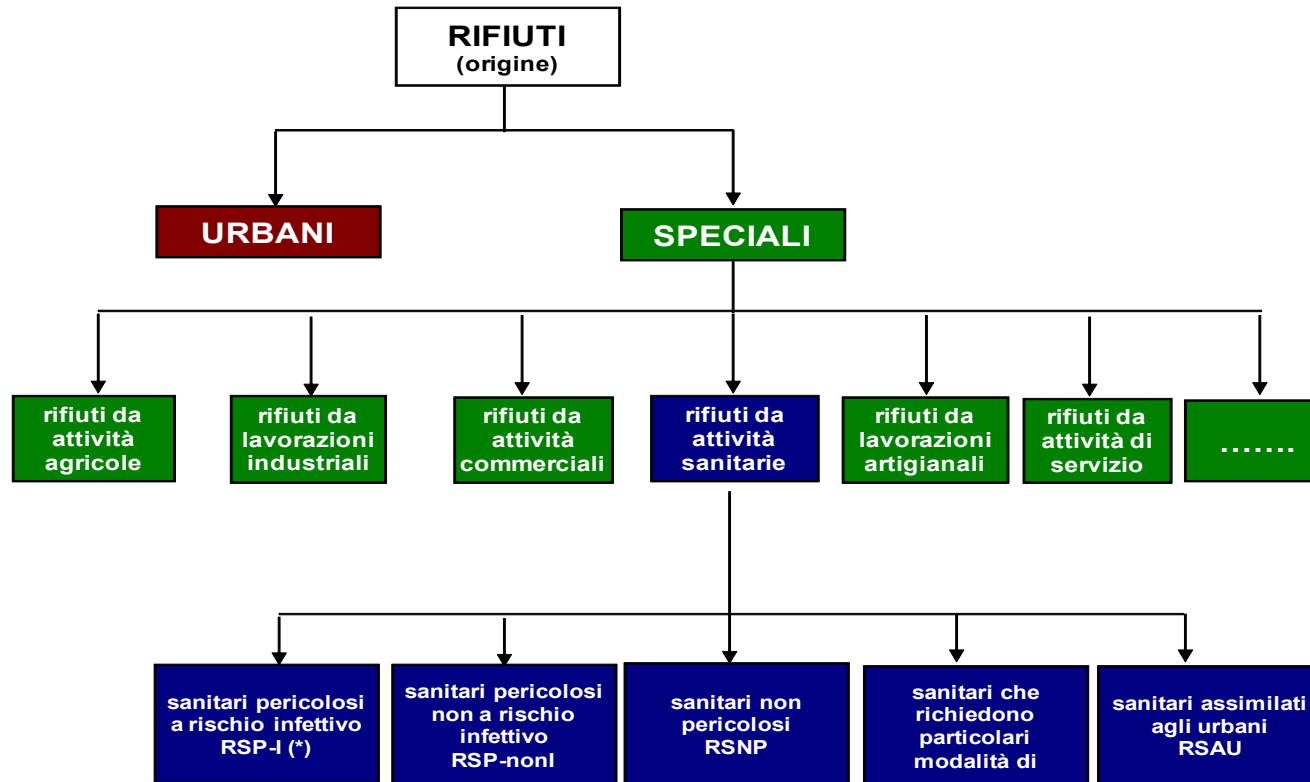 RIFIUTI
(origine)
URBANI
SPECIALI
rifiuti da
attività
agricole
rifiuti da
lavorazioni
industriali
rifiuti da
attività
commerciali
rifiuti da
attività
sanitarie
rifiuti da
lavorazioni
artigianali
rifiuti da
attività di
servizio
.......
sanitari pericolosi
a rischio infettivo
RSP-I (*)
sanitari pericolosi
non a rischio
infettivo
RSP-nonI
sanitari non
pericolosi
RSNP
sanitari che
richiedono
particolari
modalità di
sanitari assimilati
agli urbani
RSAU